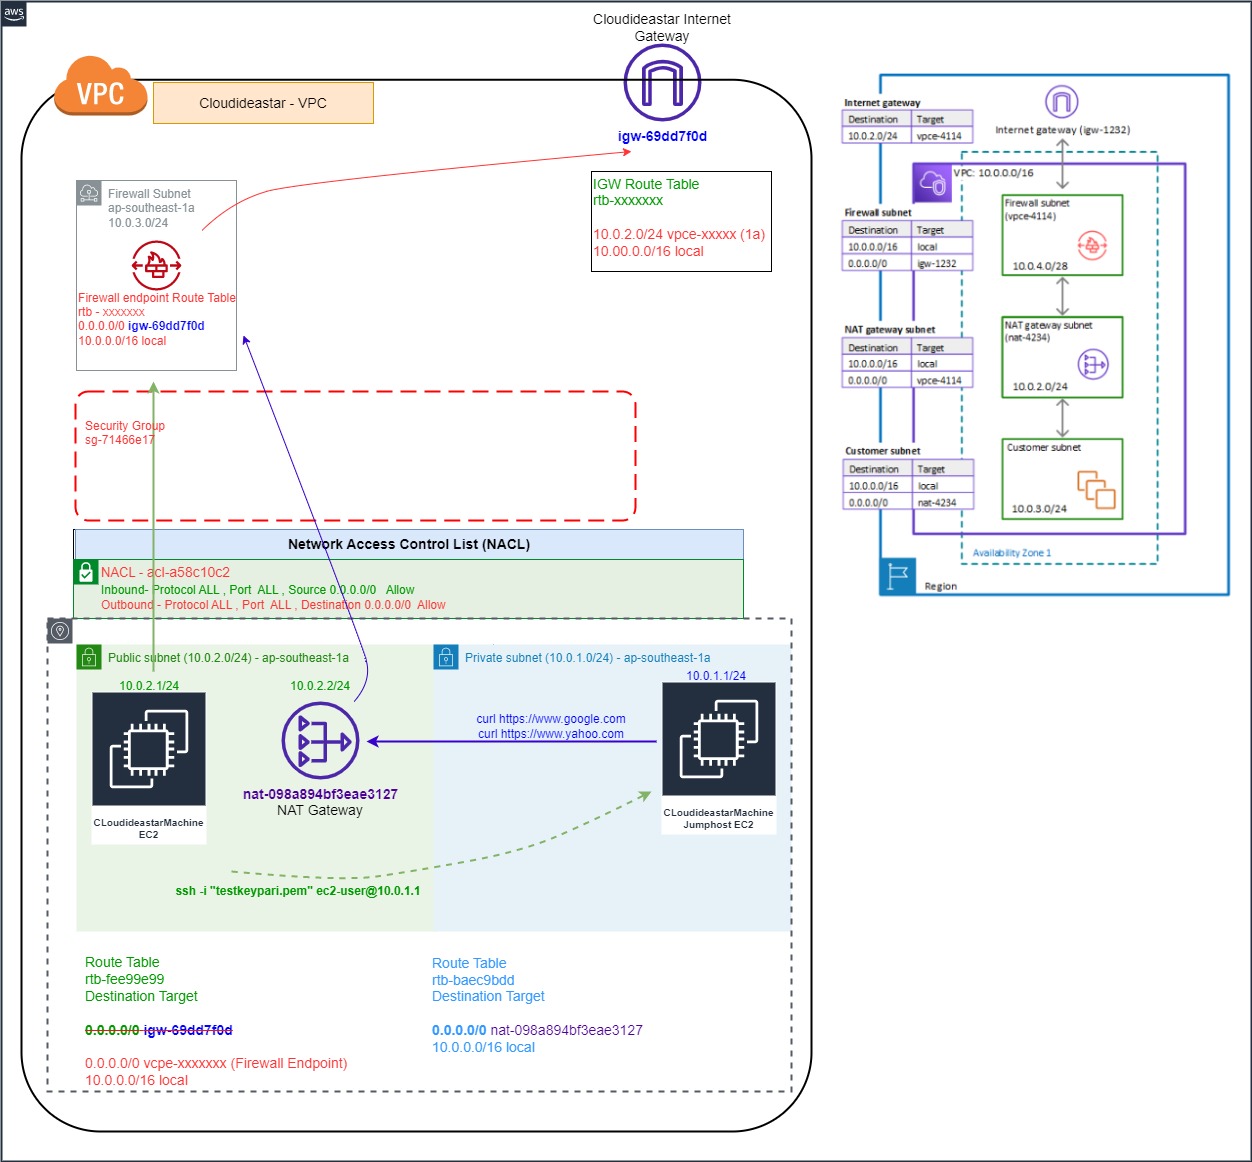 aws
Cloudideastar Internet
Gateway
VPC
Cloudideastar - VPC
igw-69dd7f0d
IGW Route Table
rtb-xxxxxxx
10.0.2.0/24 vpce-xxxxx (1a)
10.00.0.0/16 local
Firewall Subnet
ap-southeast-1a
10.0.3.0/24
Firewall endpoint Route Table
rtb - xxxxxxx
0.0.0.0/0 igw-69dd7f0d
10.0.0.0/16 local
Security Group
sg-71466e17
Network Access Control List (NACL)
NACL - acl-a58c10c2
Inbound- Protocol ALL , Port ALL , Source 0.0.0.0/0 Allow
Outbound - Protocol ALL , Port ALL , Destination 0.0.0.0/0 Allow
Public subnet (10.0.2.0/24) - ap-southeast-1a
10.0.2.1/24
10.0.2.2/24
CLoudideastarMachine
EC2
nat-098a894bf3eae3127
NAT Gateway
Private subnet (10.0.1.0/24) - ap-southeast-1a
10.0.1.1/24
curl https://www.google.com
curl https://www.yahoo.com
CLoudideastarMachine
Jumphost EC2
ssh -i "testkeypari.pem" ec2-user@10.0.1.1
Route Table
rtb-fee99e99
Destination Target
0.0.0.0/0 igw-69dd7f0d
0.0.0.0/0 vcpe-xxxxxxx (Firewall Endpoint)
10.0.0.0/16 local
Route Table
rtb-baec9bdd
Destination Target
0.0.0.0/0 nat-098a894bf3eae3127
10.0.0.0/16 local
Internet gateway
Destination Target
10.0.2.0/24 vpce-4114
Internet gateway (igw-1232)
VPC: 10.0.0.0/16
Firewall subnet
(vpce-4114)
10.0.4.0/28
Firewall subnet
Destination Target
10.0.0.0/16 local
0.0.0.0/0 igw-1232
NAT gateway subnet
(nat-4234)
10.0.2.0/24
NAT gateway subnet
Destination Target
10.0.0.0/16 local
0.0.0.0/0 vpce-4114
Customer subnet
10.0.3.0/24
Customer subnet
Destination Target
10.0.0.0/16 local
0.0.0.0/0 nat-4234
Availability Zone 1
Region